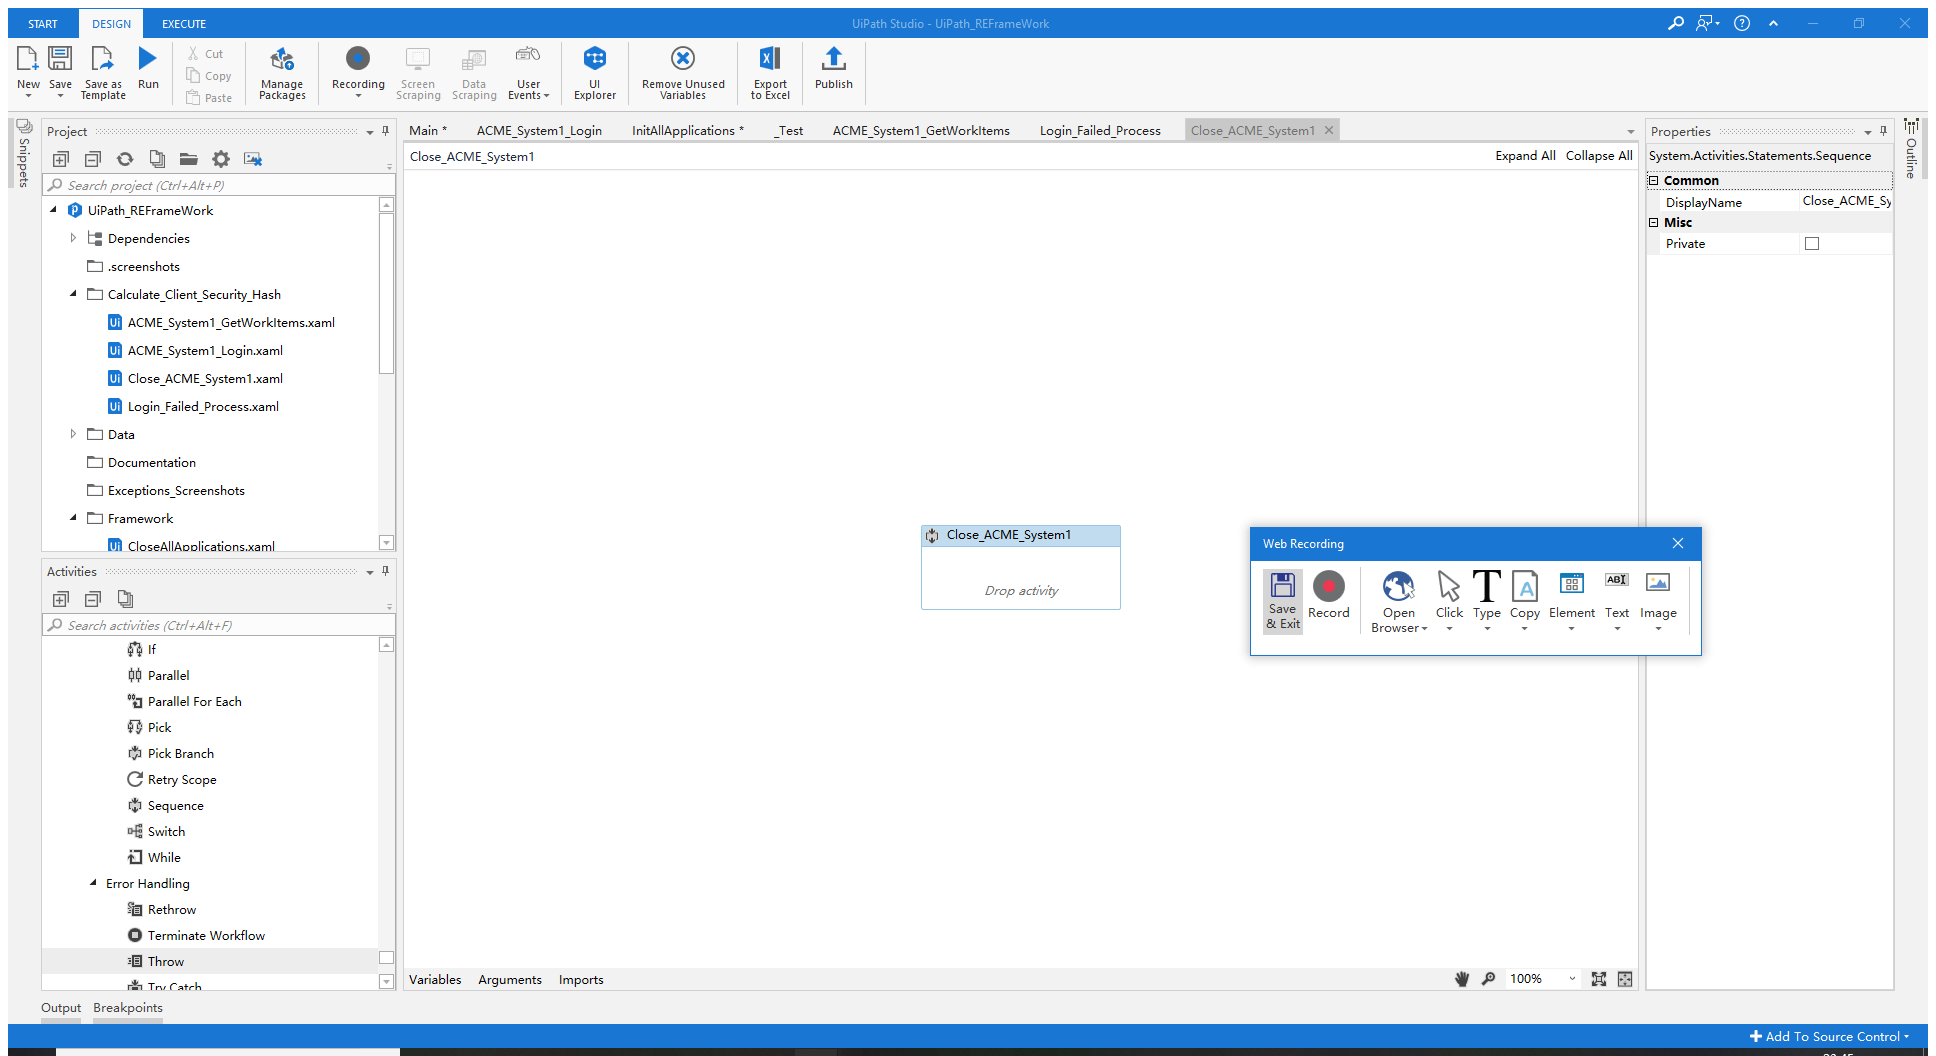 START DESIGN EXECUTE UiPath Studio - UiPath_REFrameWork
New Save Save as Template Run Cut Copy Paste Manage Packages Recording Screen Scraping Data Scraping User Events UI Explorer Remove Unused Variables Export to Excel Publish
Snippets
Project
Search project (Ctrl+Alt+P)
UiPath_REFrameWork
Dependencies
.screenshots
Calculate_Client_Security_Hash
ACME_System1_GetWorkItems.xaml
ACME_System1_Login.xaml
Close_ACME_System1.xaml
Login_Failed_Process.xaml
Data
Documentation
Exceptions_Screenshots
Framework
CloseAllApplications.xaml
Activities
Search activities (Ctrl+Alt+F)
If
Parallel
Parallel For Each
Pick
Pick Branch
Retry Scope
Sequence
Switch
While
Error Handling
Rethrow
Terminate Workflow
Throw
Try Catch
Main * ACME_System1_Login InitAllApplications * _Test ACME_System1_GetWorkItems Login_Failed_Process Close_ACME_System1
Close_ACME_System1 Expand All Collapse All
Close_ACME_System1
Drop activity
Web Recording
Save & Exit Record Open Browser Click Type Copy Element Text Image
Variables Arguments Imports 100%
Properties
System.Activities.Statements.Sequence
Common
DisplayName Close_ACME_Sy
Misc
Private
Outline
Output Breakpoints
Add To Source Control